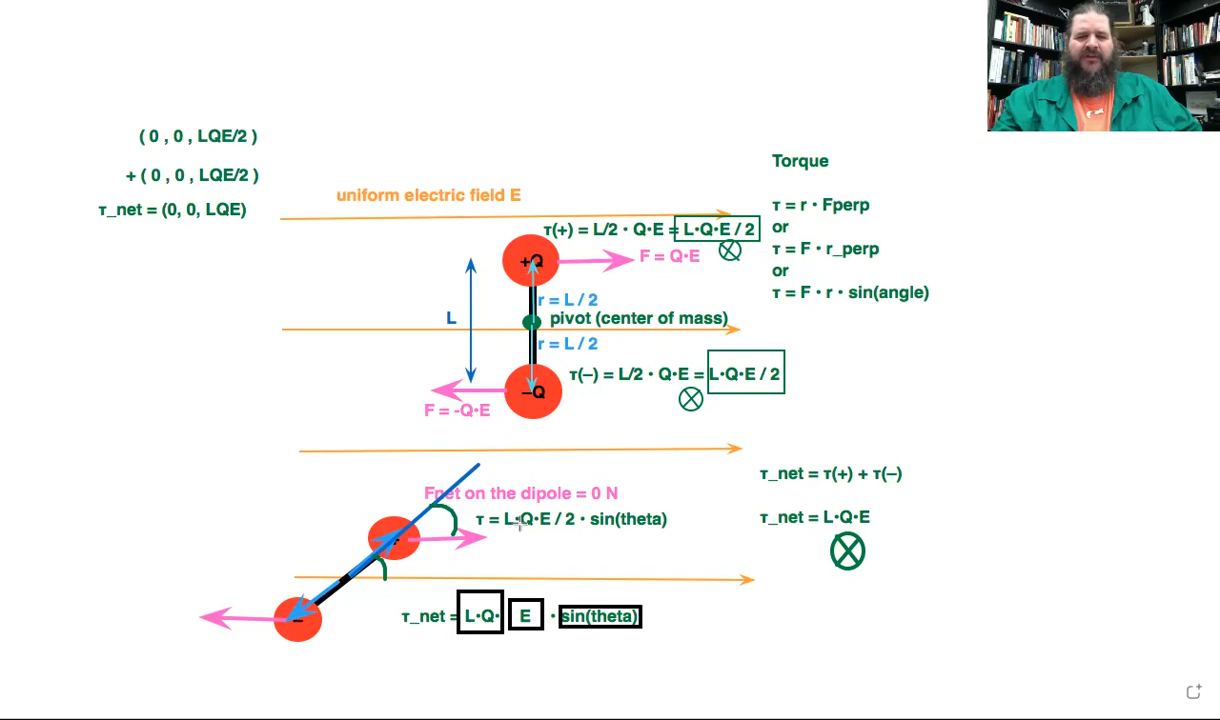 ( 0 , 0 , LQE/2 )
+ ( 0 , 0 , LQE/2 )
τ_net = (0, 0, LQE)
uniform electric field E
Torque
τ = r · Fperp
or
τ = F · r_perp
or
τ = F · r · sin(angle)
τ(+) = L/2 · Q·E = L·Q·E / 2
+Q
F = Q·E
r = L / 2
L
pivot (center of mass)
r = L / 2
τ(–) = L/2 · Q·E = L·Q·E / 2
–Q
F = -Q·E
τ_net = τ(+) + τ(–)
Fnet on the dipole = 0 N
τ = L·Q·E / 2 · sin(theta)
τ_net = L·Q·E
–
τ_net = L·Q· E · sin(theta)